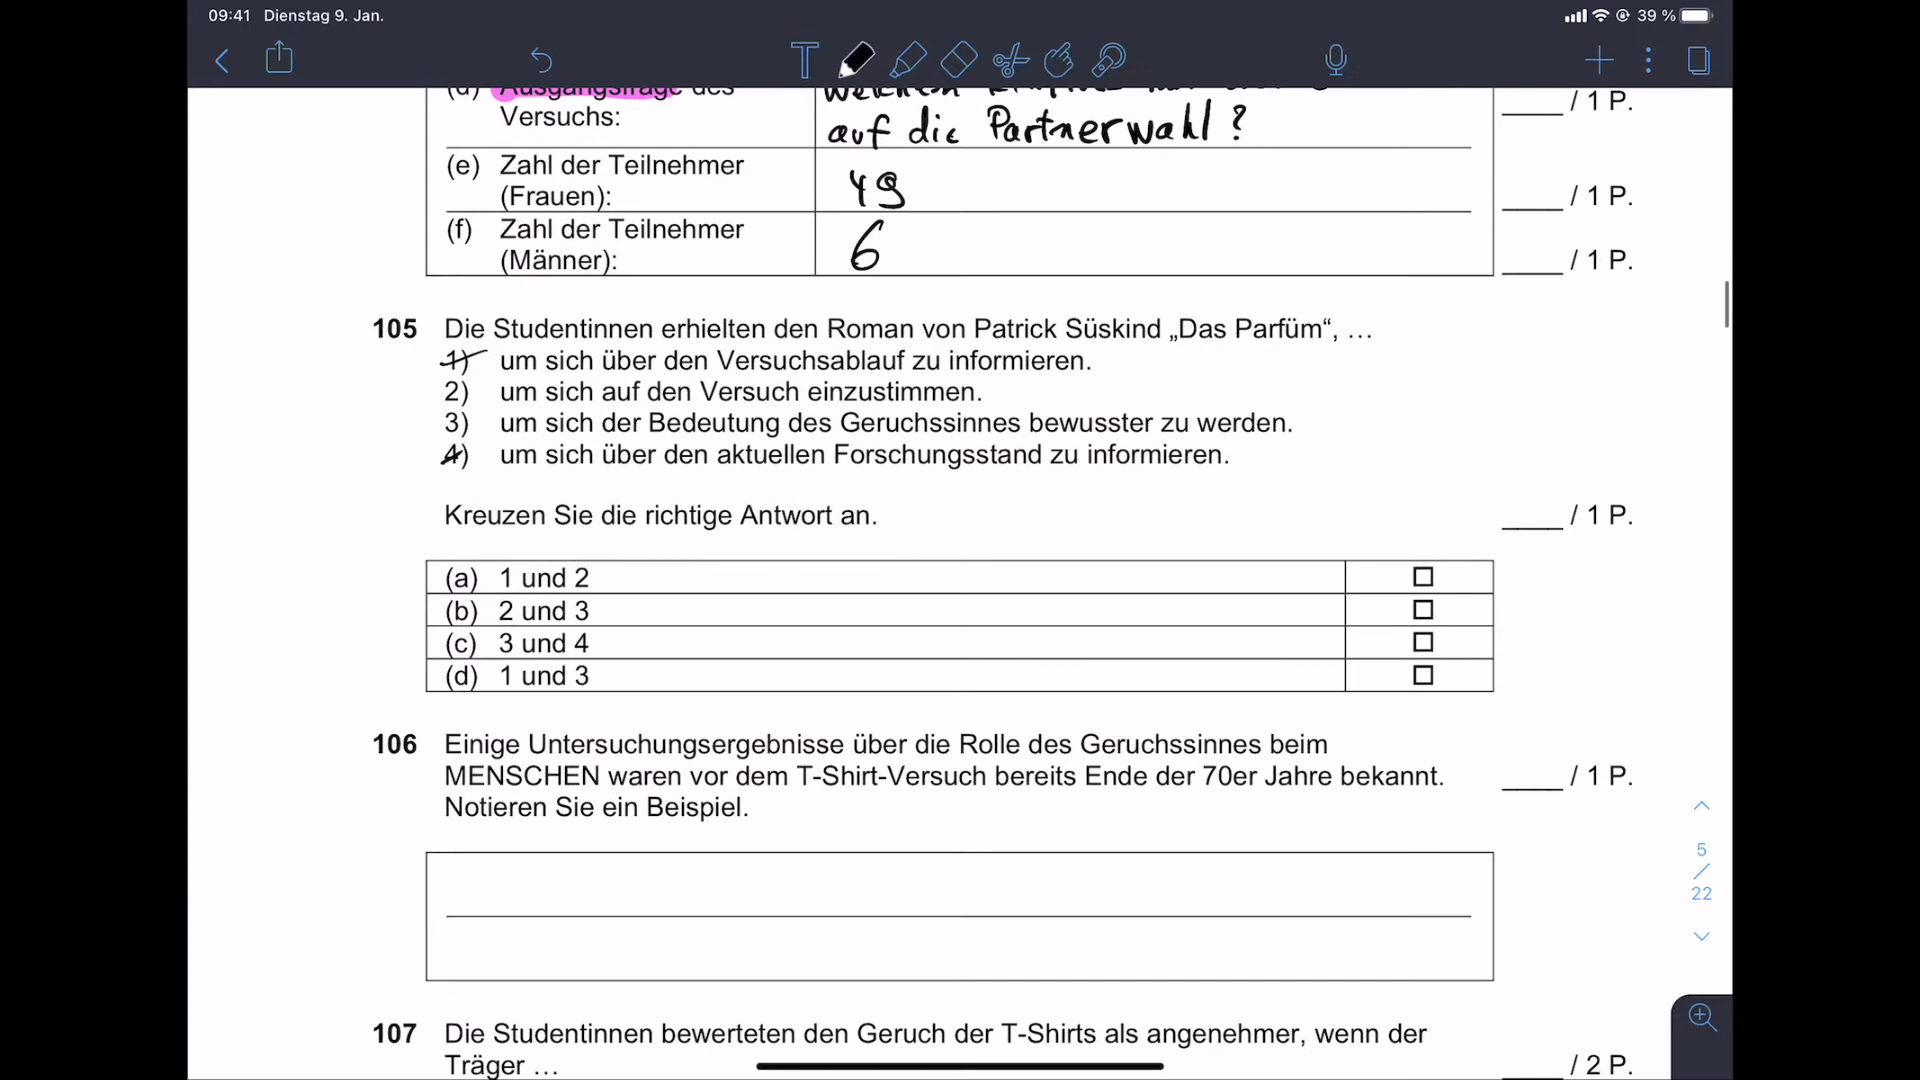 09:41 Dienstag 9. Jan.
39 %
(d) Ausgangsfrage des
Versuchs:
auf die Partnerwahl?
/ 1 P.
(e) Zahl der Teilnehmer
(Frauen):
49
/ 1 P.
(f) Zahl der Teilnehmer
(Männer):
6
/ 1 P.
105 Die Studentinnen erhielten den Roman von Patrick Süskind „Das Parfüm“, …
1) um sich über den Versuchsablauf zu informieren.
2) um sich auf den Versuch einzustimmen.
3) um sich der Bedeutung des Geruchssinnes bewusster zu werden.
4) um sich über den aktuellen Forschungsstand zu informieren.
Kreuzen Sie die richtige Antwort an.
/ 1 P.
(a) 1 und 2
(b) 2 und 3
(c) 3 und 4
(d) 1 und 3
106 Einige Untersuchungsergebnisse über die Rolle des Geruchssinnes beim
MENSCHEN waren vor dem T-Shirt-Versuch bereits Ende der 70er Jahre bekannt.
/ 1 P.
Notieren Sie ein Beispiel.
5
/
22
107 Die Studentinnen bewerteten den Geruch der T-Shirts als angenehmer, wenn der
Träger …
/ 2 P.